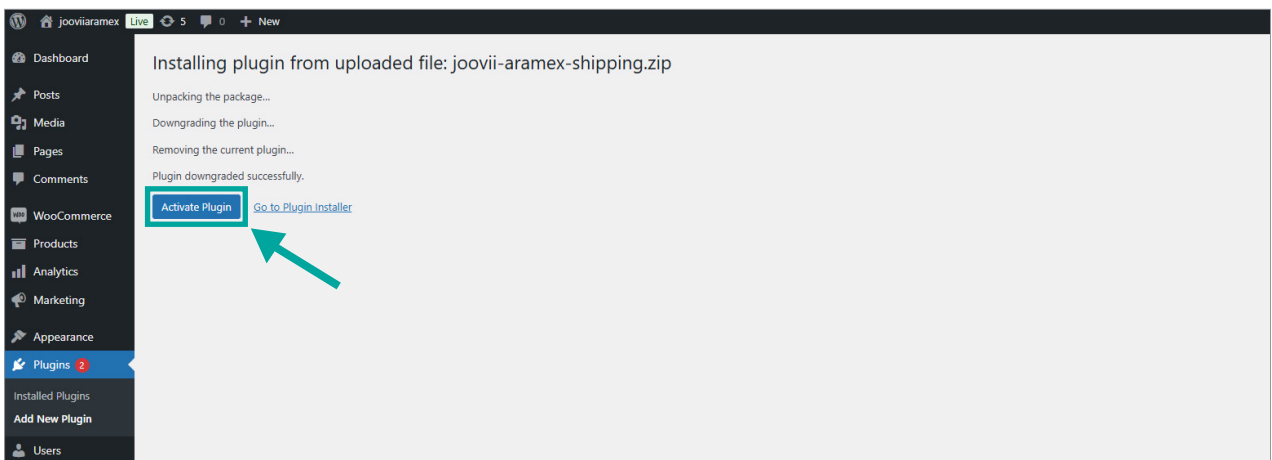 jooviiaramex Live 5 0 + New
Dashboard
Posts
Media
Pages
Comments
WooCommerce
Products
Analytics
Marketing
Appearance
Plugins 2
Installed Plugins
Add New Plugin
Users
Installing plugin from uploaded file: joovii-aramex-shipping.zip
Unpacking the package...
Downgrading the plugin...
Removing the current plugin...
Plugin downgraded successfully.
Activate Plugin Go to Plugin Installer